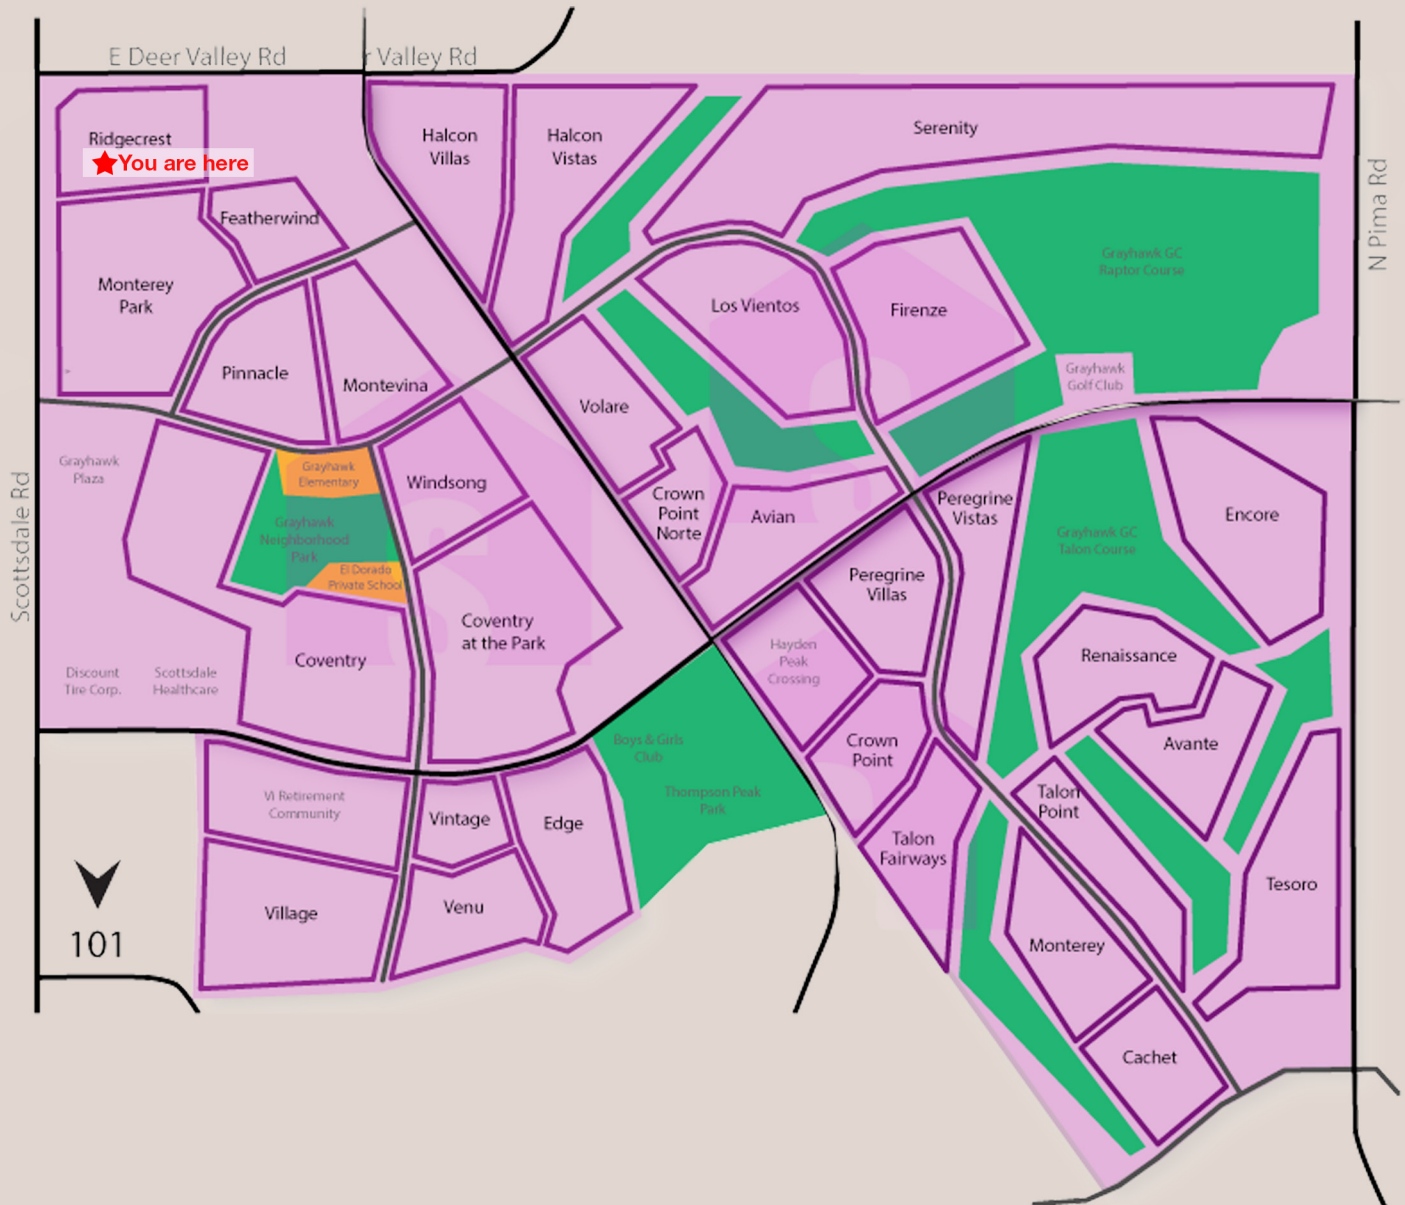 E Deer Valley Rd
r Valley Rd
Ridgecrest
You are here
Halcon
Villas
Halcon
Vistas
Serenity
N Pima Rd
Featherwind
Monterey
Park
Los Vientos
Firenze
Grayhawk GC
Raptor Course
Pinnacle
Montevina
Volare
Grayhawk
Golf Club
Scottsdale Rd
Grayhawk
Plaza
Grayhawk
Elementary
Windsong
Crown
Point
Norte
Avian
Peregrine
Vistas
Grayhawk GC
Talon Course
Encore
Grayhawk
Neighborhood
Park
El Dorado
Private School
Peregrine
Villas
Coventry
at the Park
Coventry
Hayden
Peak
Crossing
Renaissance
Discount
Tire Corp.
Scottsdale
Healthcare
Boys & Girls
Club
Crown
Point
Avante
Vi Retirement
Community
Vintage
Edge
Thompson Peak
Park
Talon
Point
Talon
Fairways
Tesoro
Village
Venu
101
Monterey
Cachet